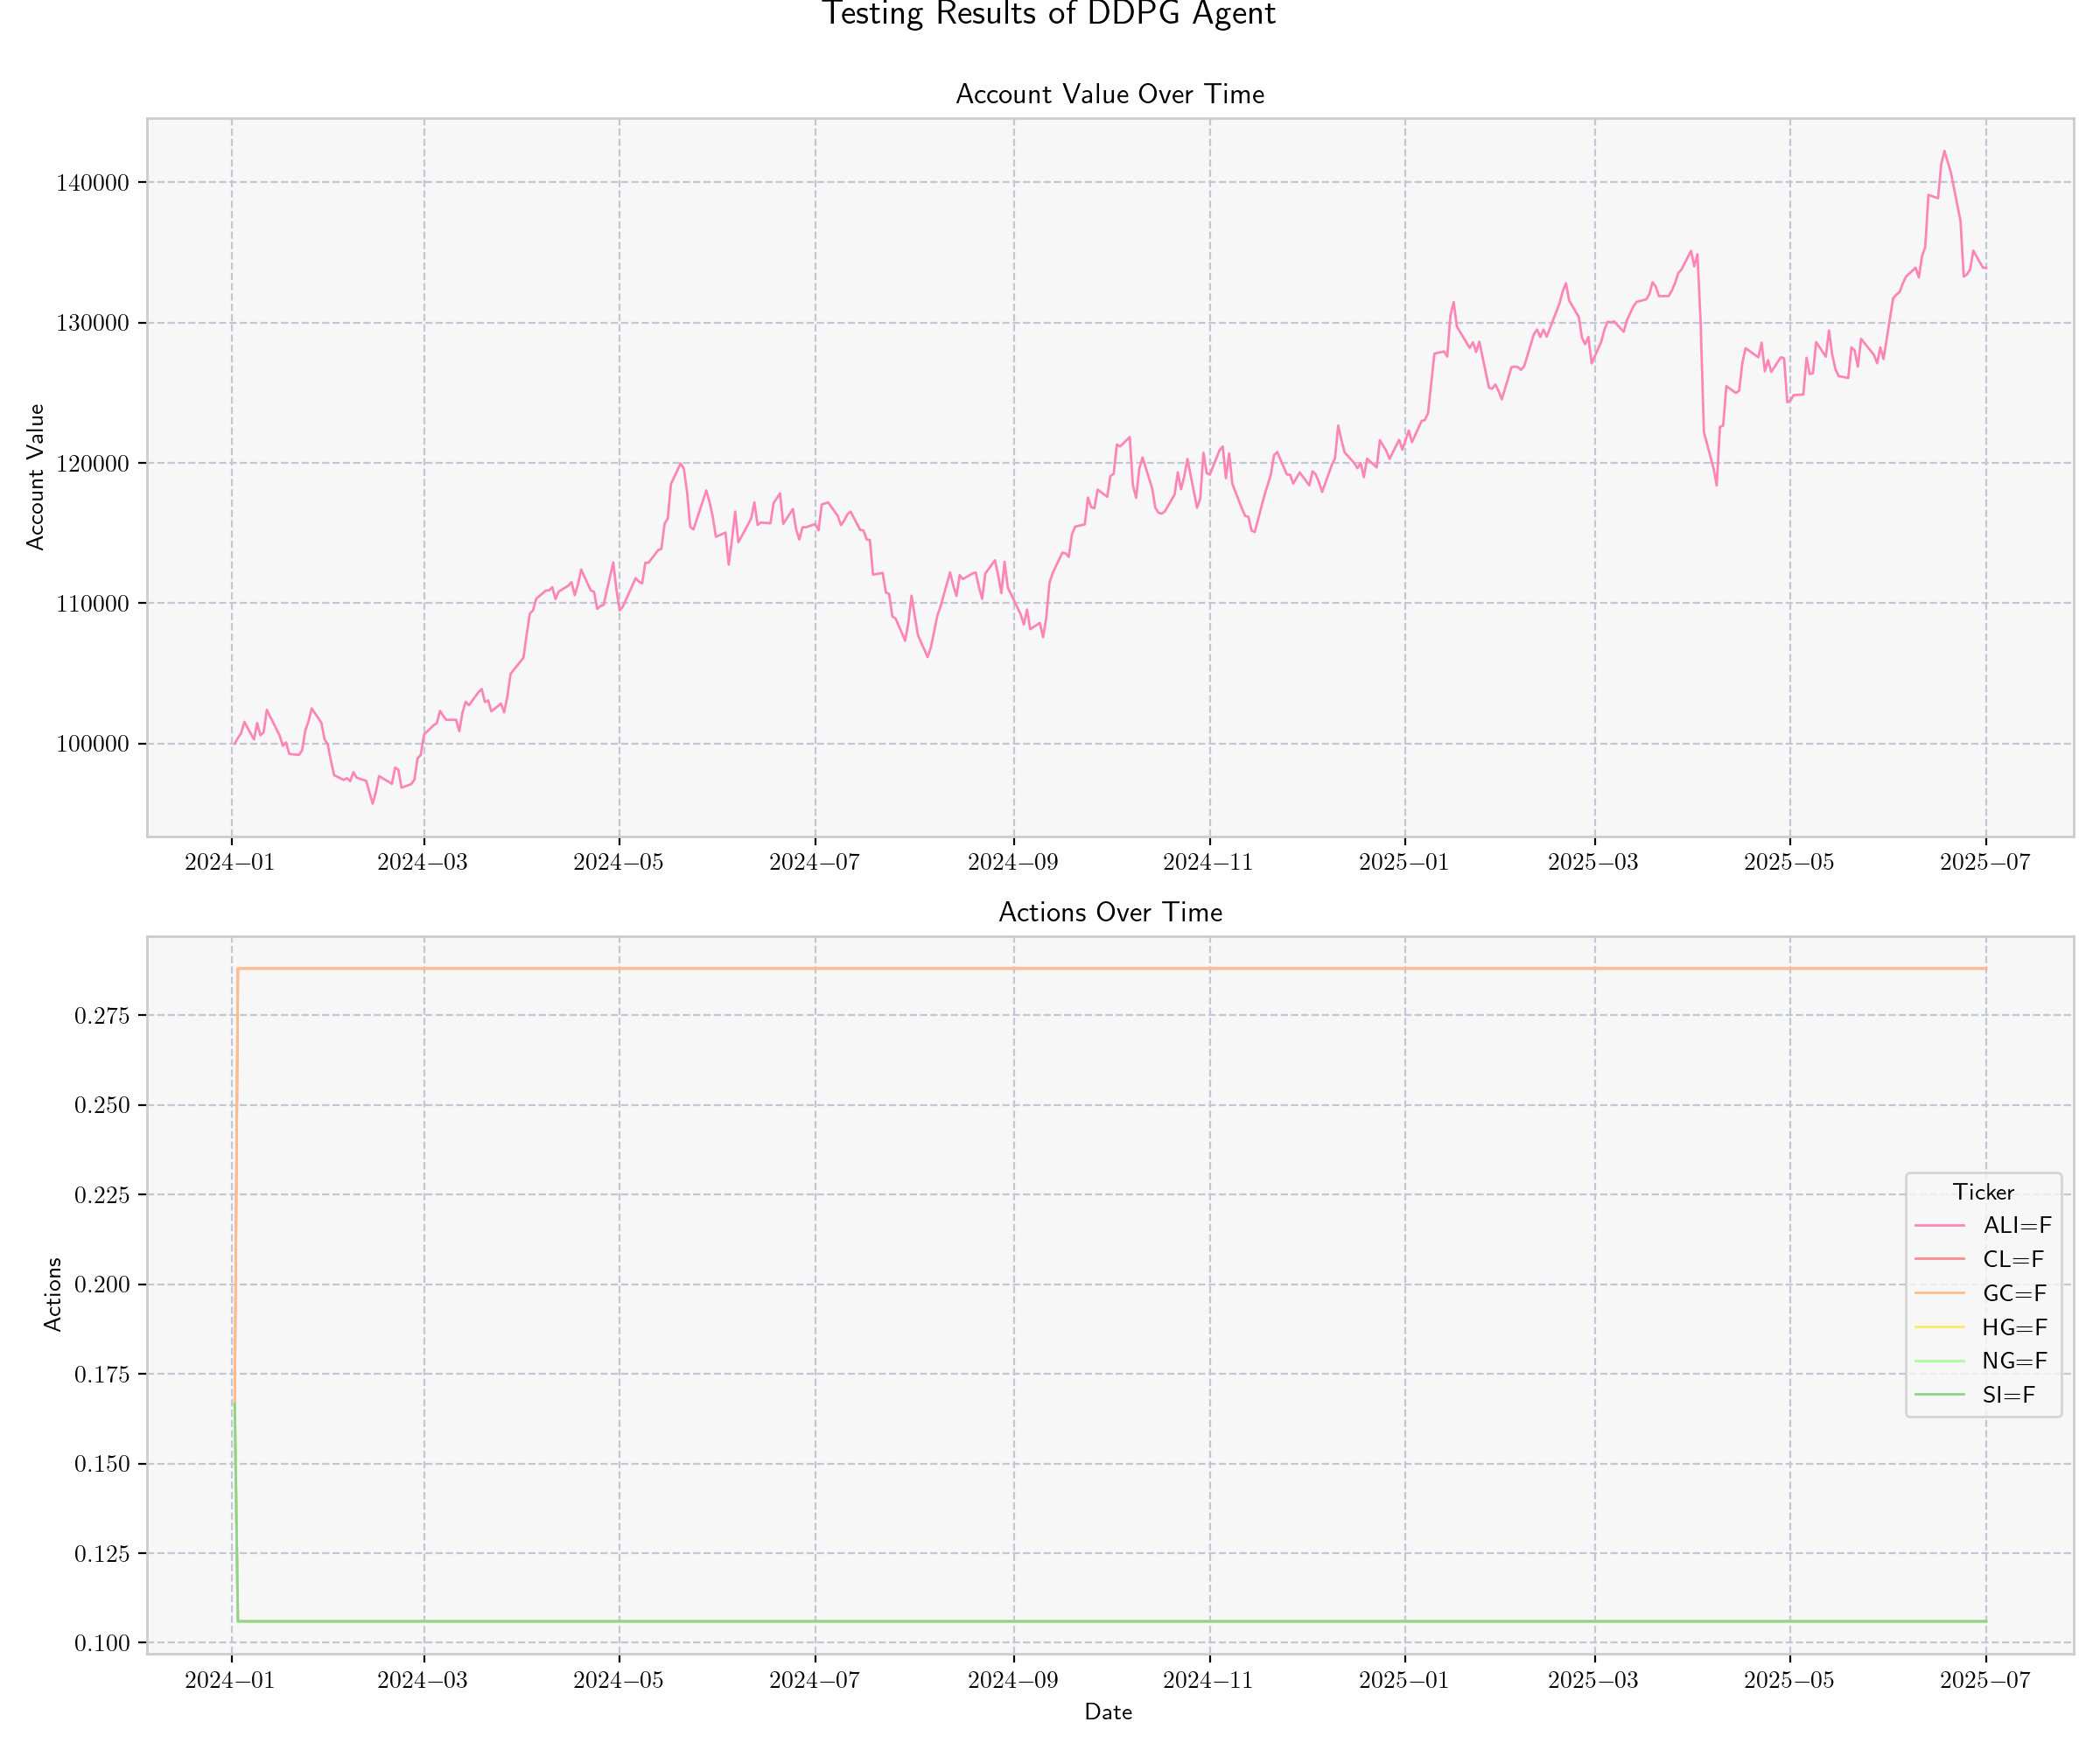 Testing Results of DDPG Agent
Account Value Over Time
Account Value
140000
130000
120000
110000
100000
2024−01 2024−03 2024−05 2024−07 2024−09 2024−11 2025−01 2025−03 2025−05 2025−07
Actions Over Time
Actions
0.275
0.250
0.225
0.200
0.175
0.150
0.125
0.100
Ticker
ALI=F
CL=F
GC=F
HG=F
NG=F
SI=F
2024−01 2024−03 2024−05 2024−07 2024−09 2024−11 2025−01 2025−03 2025−05 2025−07
Date